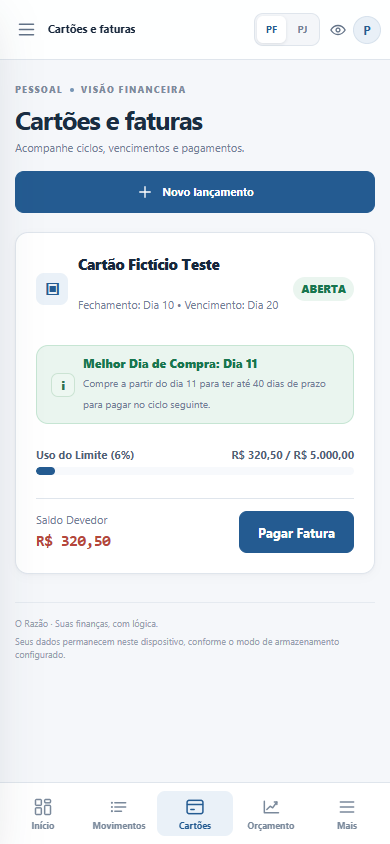 Cartões e faturas
PF PJ
P
PESSOAL • VISÃO FINANCEIRA
Cartões e faturas
Acompanhe ciclos, vencimentos e pagamentos.
+ Novo lançamento
Cartão Fictício Teste
ABERTA
Fechamento: Dia 10 • Vencimento: Dia 20
Melhor Dia de Compra: Dia 11
i
Compre a partir do dia 11 para ter até 40 dias de prazo
para pagar no ciclo seguinte.
Uso do Limite (6%) R$ 320,50 / R$ 5.000,00
Saldo Devedor
R$ 320,50
Pagar Fatura
O Razão · Suas finanças, com lógica.
Seus dados permanecem neste dispositivo, conforme o modo de armazenamento
configurado.
Início Movimentos Cartões Orçamento Mais